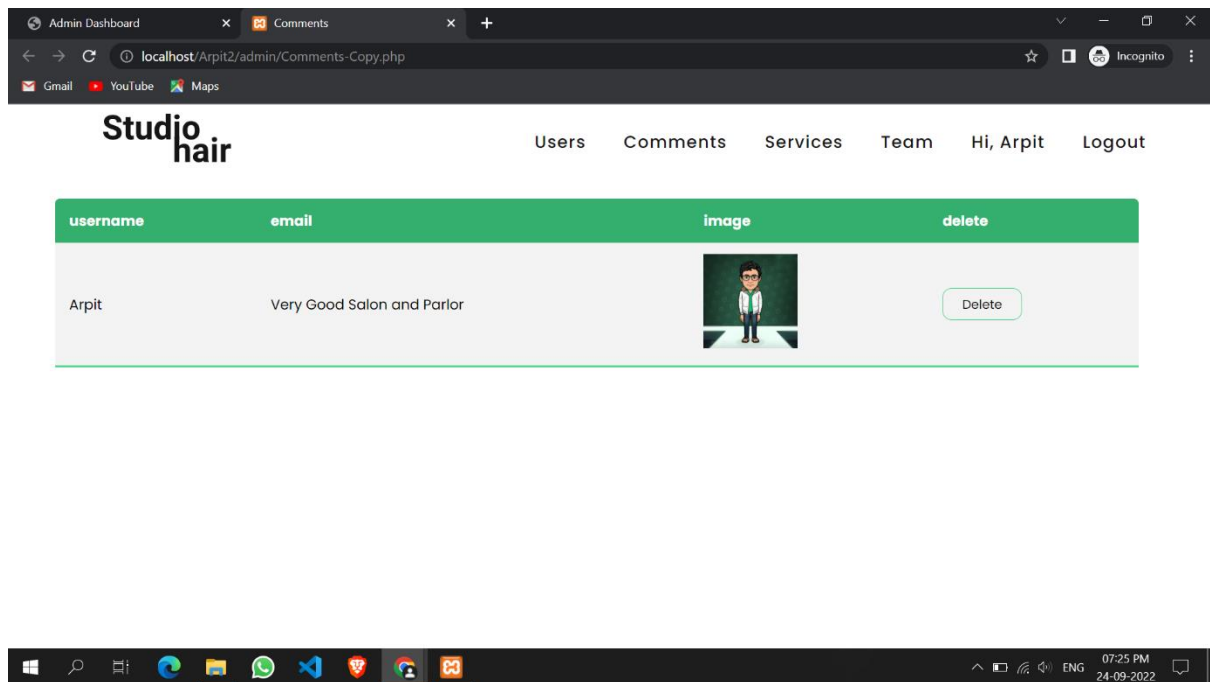 Admin Dashboard
Comments
localhost/Arpit2/admin/Comments-Copy.php
Incognito
Gmail YouTube Maps
Studio
hair
Users Comments Services Team Hi, Arpit Logout
username email image delete
Arpit Very Good Salon and Parlor Delete
ENG
07:25 PM
24-09-2022